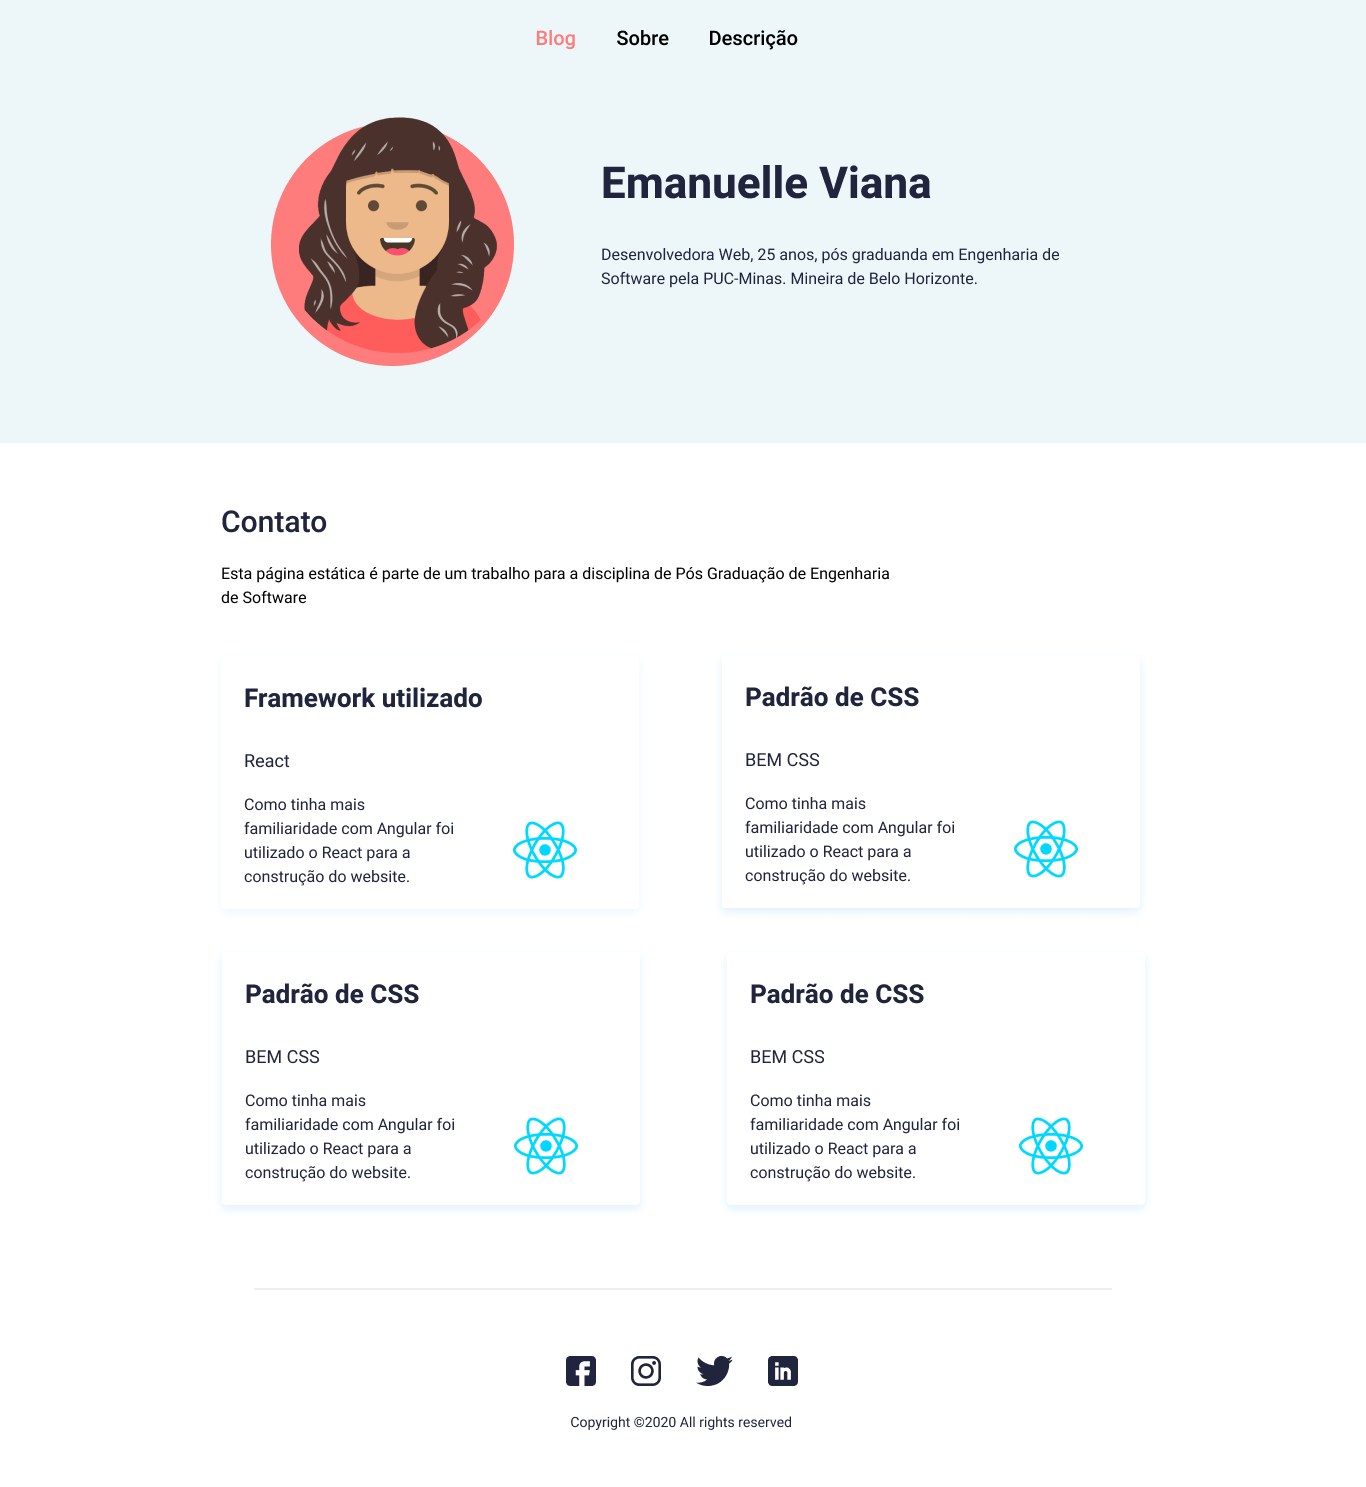 Blog Sobre Descrição
Emanuelle Viana
Desenvolvedora Web, 25 anos, pós graduanda em Engenharia de
Software pela PUC-Minas. Mineira de Belo Horizonte.
Contato
Esta página estática é parte de um trabalho para a disciplina de Pós Graduação de Engenharia
de Software
Framework utilizado
React
Como tinha mais
familiaridade com Angular foi
utilizado o React para a
construção do website.
Padrão de CSS
BEM CSS
Como tinha mais
familiaridade com Angular foi
utilizado o React para a
construção do website.
Padrão de CSS
BEM CSS
Como tinha mais
familiaridade com Angular foi
utilizado o React para a
construção do website.
Padrão de CSS
BEM CSS
Como tinha mais
familiaridade com Angular foi
utilizado o React para a
construção do website.
Copyright ©2020 All rights reserved